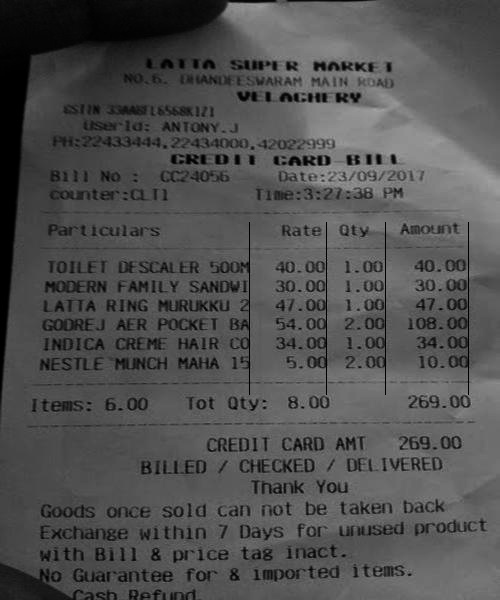 LATTA SUPER MARKET
NO.6. DHANDEESWARAM MAIN ROAD
VELACHERY
GSTIN 33AABFL6568K1Z1
UserId: ANTONY.J
PH:22433444,22434000,42022999
CREDIT CARD BILL
Bill No : CC24056 Date:23/09/2017
counter:CLT1 Time:3:27:38 PM
Particulars Rate Qty Amount
TOILET DESCALER 500M 40.00 1.00 40.00
MODERN FAMILY SANDWI 30.00 1.00 30.00
LATTA RING MURUKKU 2 47.00 1.00 47.00
GODREJ AER POCKET BA 54.00 2.00 108.00
INDICA CREME HAIR CO 34.00 1.00 34.00
NESTLE MUNCH MAHA 15 5.00 2.00 10.00
Items: 6.00 Tot Qty: 8.00 269.00
CREDIT CARD AMT 269.00
BILLED / CHECKED / DELIVERED
Thank You
Goods once sold can not be taken back
Exchange within 7 Days for unused product
with Bill & price tag inact.
No Guarantee for & imported items.
Cash Refund.